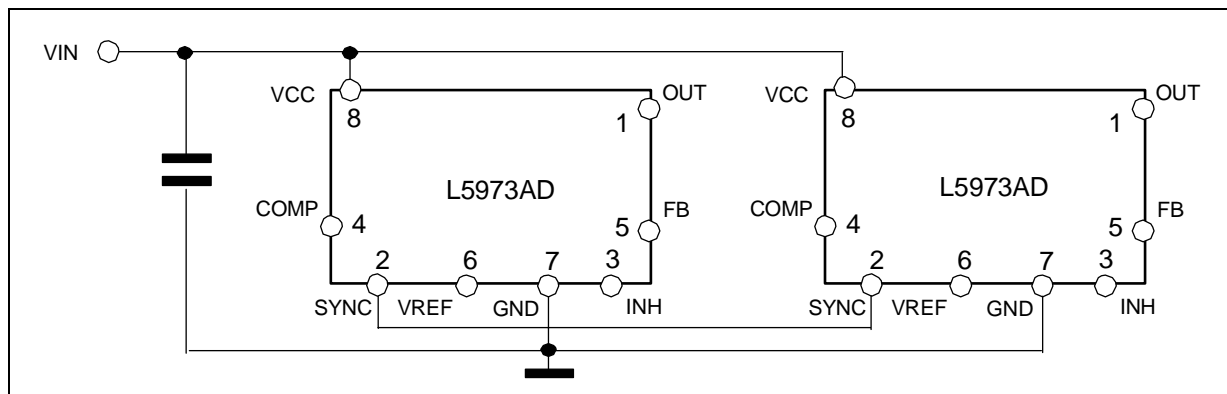 VIN
VCC
8
OUT
1
L5973AD
COMP
4
FB
5
2
6
7
3
SYNC
VREF
GND
INH
VCC
8
OUT
1
L5973AD
COMP
4
FB
5
2
6
7
3
SYNC
VREF
GND
INH